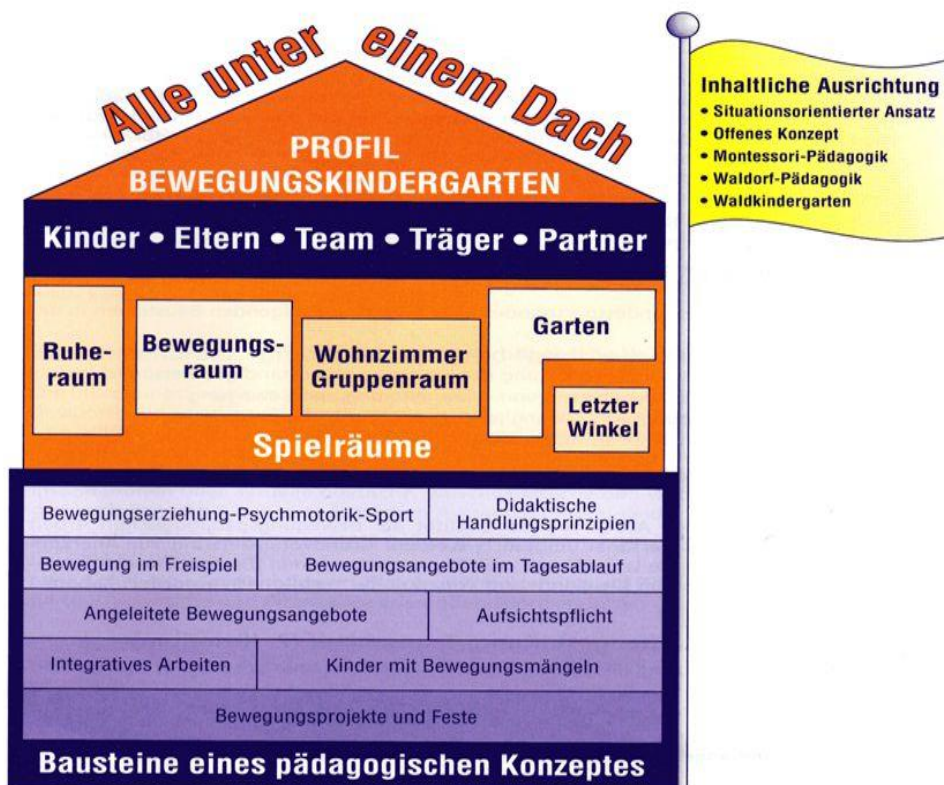 Alle unter einem Dach
PROFIL
BEWEGUNGSKINDERGARTEN
Kinder • Eltern • Team • Träger • Partner
Ruhe-
raum
Bewegungs-
raum
Wohnzimmer
Gruppenraum
Garten
Letzter
Winkel
Spielräume
Bewegungserziehung-Psychmotorik-Sport
Didaktische
Handlungsprinzipien
Bewegung im Freispiel
Bewegungsangebote im Tagesablauf
Angeleitete Bewegungsangebote
Aufsichtspflicht
Integratives Arbeiten
Kinder mit Bewegungsmängeln
Bewegungsprojekte und Feste
Bausteine eines pädagogischen Konzeptes
Inhaltliche Ausrichtung
• Situationsorientierter Ansatz
• Offenes Konzept
• Montessori-Pädagogik
• Waldorf-Pädagogik
• Waldkindergarten